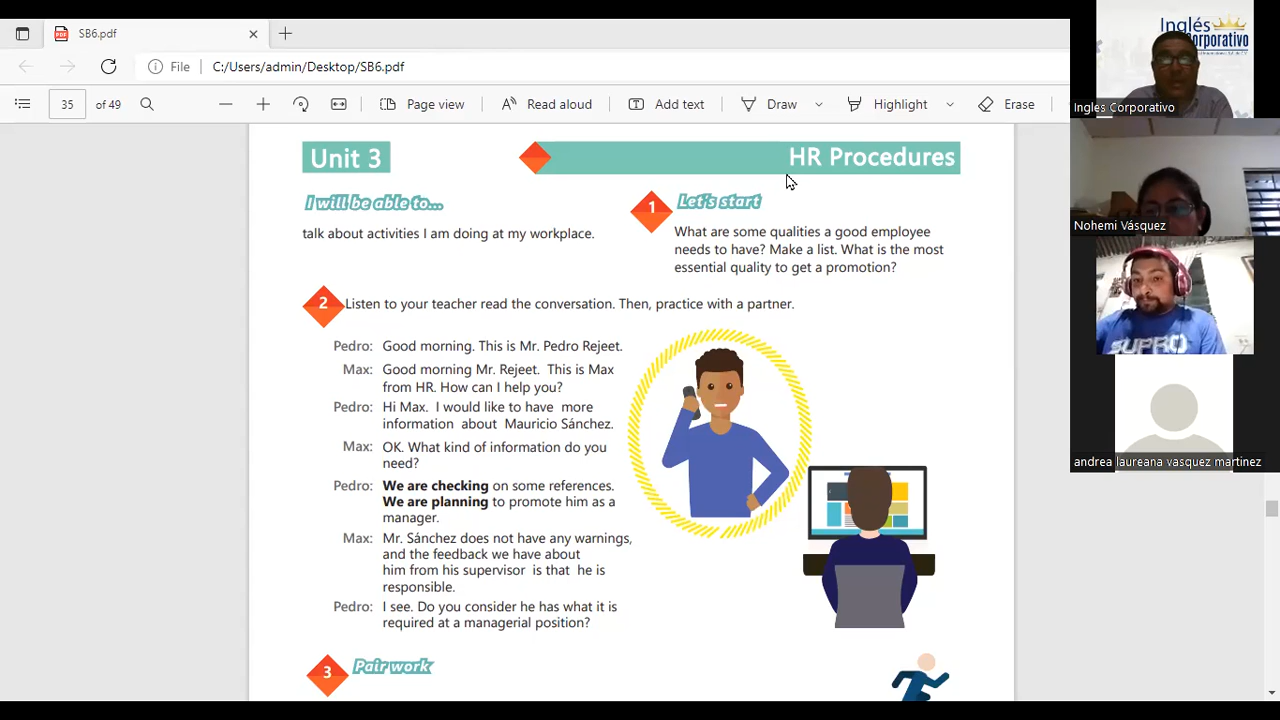 SB6.pdf
File
C:/Users/admin/Desktop/SB6.pdf
35
of 49
Page view
Read aloud
Add text
Draw
Highlight
Erase
Unit 3
HR Procedures
I will be able to...
talk about activities I am doing at my workplace.
1
Let's start
What are some qualities a good employee
needs to have? Make a list. What is the most
essential quality to get a promotion?
2
Listen to your teacher read the conversation. Then, practice with a partner.
Pedro: Good morning. This is Mr. Pedro Rejeet.
Max: Good morning Mr. Rejeet. This is Max
from HR. How can I help you?
Pedro: Hi Max. I would like to have more
information about Mauricio Sánchez.
Max: OK. What kind of information do you
need?
Pedro: We are checking on some references.
We are planning to promote him as a
manager.
Max: Mr. Sánchez does not have any warnings,
and the feedback we have about
him from his supervisor is that he is
responsible.
Pedro: I see. Do you consider he has what it is
required at a managerial position?
3
Pair work
Inglés
Corporativo
Ingles Corporativo
Nohemi Vásquez
SUPRO
andrea laureana vasquez martinez